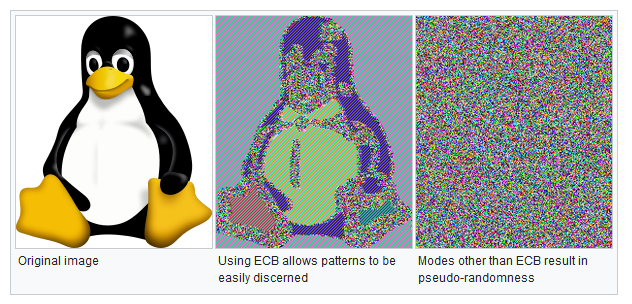 Original image
Using ECB allows patterns to be
easily discerned
Modes other than ECB result in
pseudo-randomness